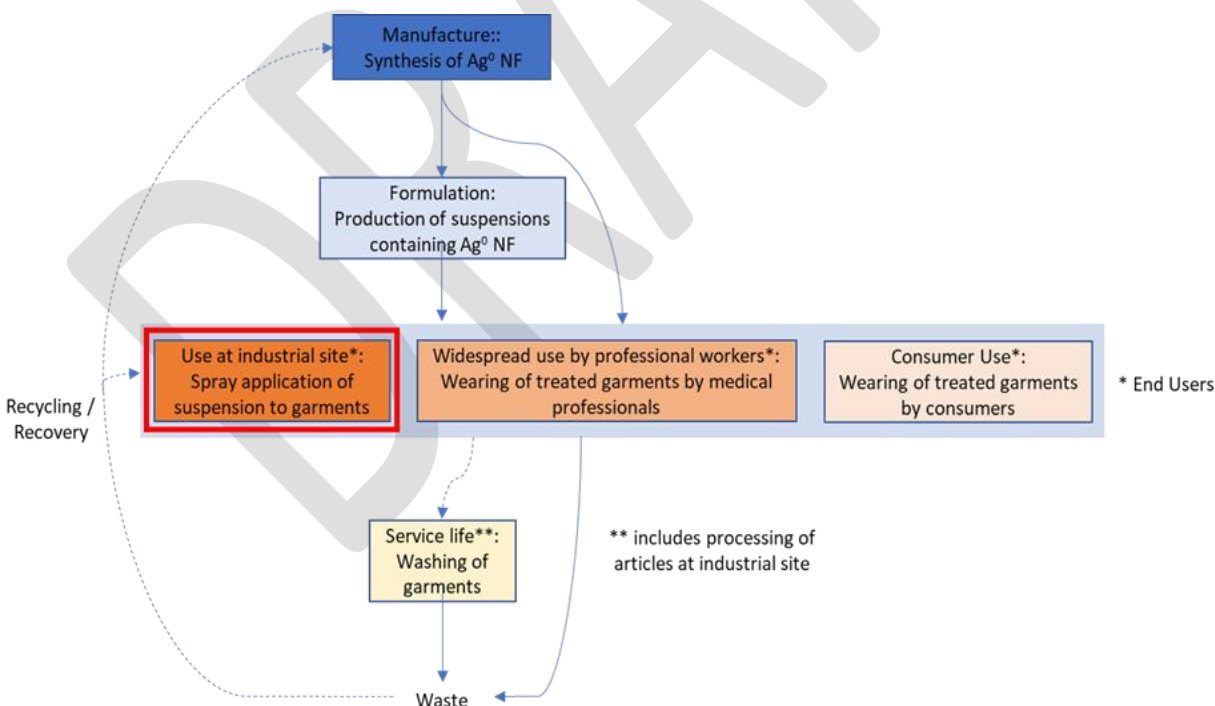 Manufacture::
Synthesis of Ag⁰ NF
Formulation:
Production of suspensions
containing Ag⁰ NF
Use at industrial site*:
Spray application of
suspension to garments
Widespread use by professional workers*:
Wearing of treated garments by medical
professionals
Consumer Use*:
Wearing of treated garments
by consumers
* End Users
Recycling /
Recovery
Service life**:
Washing of
garments
** includes processing of
articles at industrial site
Waste
DRA